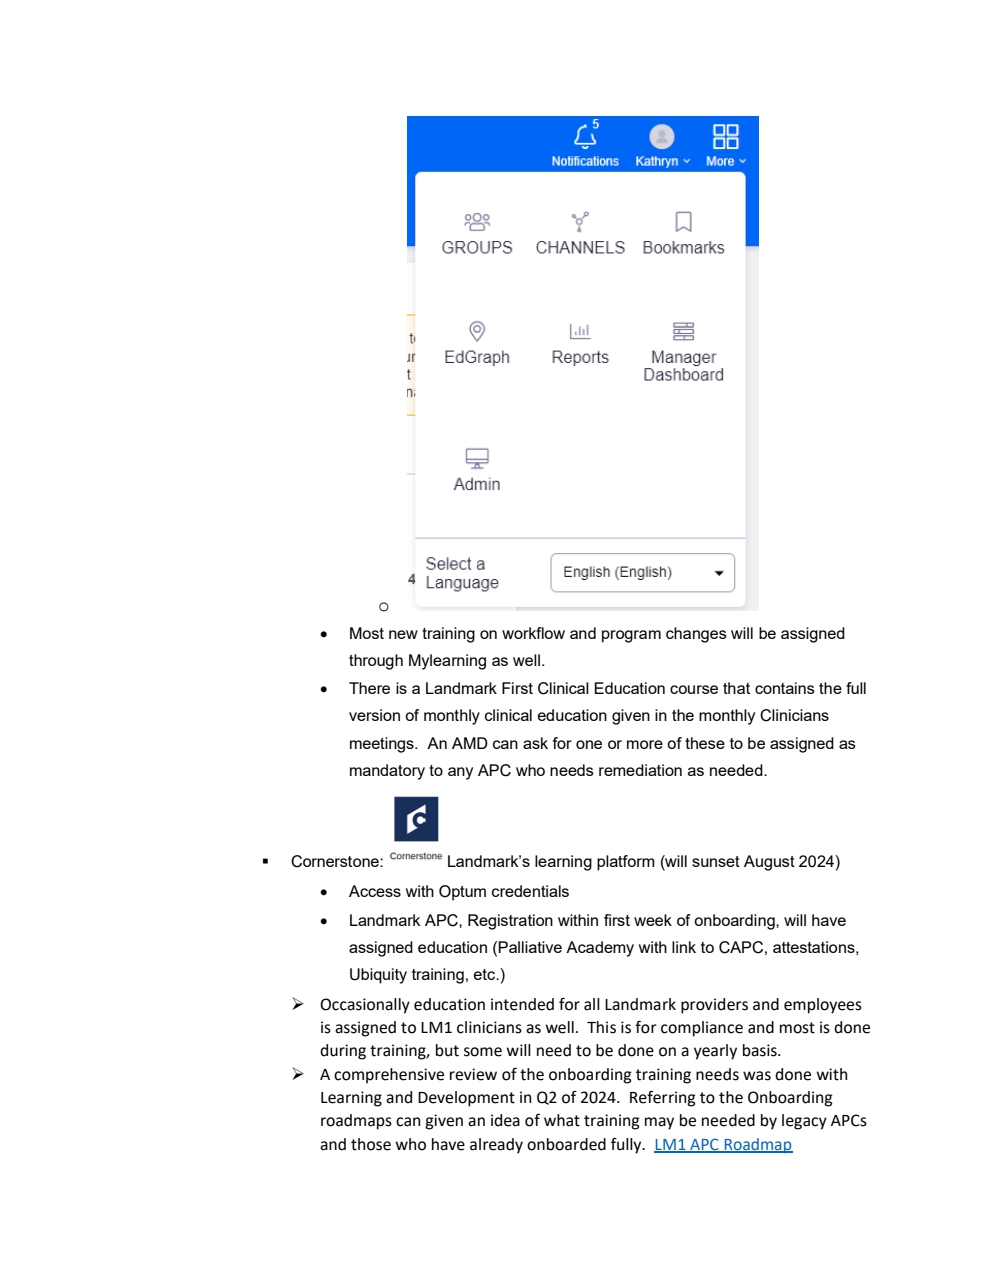 5
Notifications Kathryn More
GROUPS CHANNELS Bookmarks
EdGraph Reports Manager
Dashboard
t
t
Admin
Select a
Language
English (English)
4
○
• Most new training on workflow and program changes will be assigned
through Mylearning as well.
• There is a Landmark First Clinical Education course that contains the full
version of monthly clinical education given in the monthly Clinicians
meetings. An AMD can ask for one or more of these to be assigned as
mandatory to any APC who needs remediation as needed.
▪ Cornerstone: Cornerstone Landmark’s learning platform (will sunset August 2024)
• Access with Optum credentials
• Landmark APC, Registration within first week of onboarding, will have
assigned education (Palliative Academy with link to CAPC, attestations,
Ubiquity training, etc.)
➢ Occasionally education intended for all Landmark providers and employees
is assigned to LM1 clinicians as well. This is for compliance and most is done
during training, but some will need to be done on a yearly basis.
➢ A comprehensive review of the onboarding training needs was done with
Learning and Development in Q2 of 2024. Referring to the Onboarding
roadmaps can given an idea of what training may be needed by legacy APCs
and those who have already onboarded fully. LM1 APC Roadmap